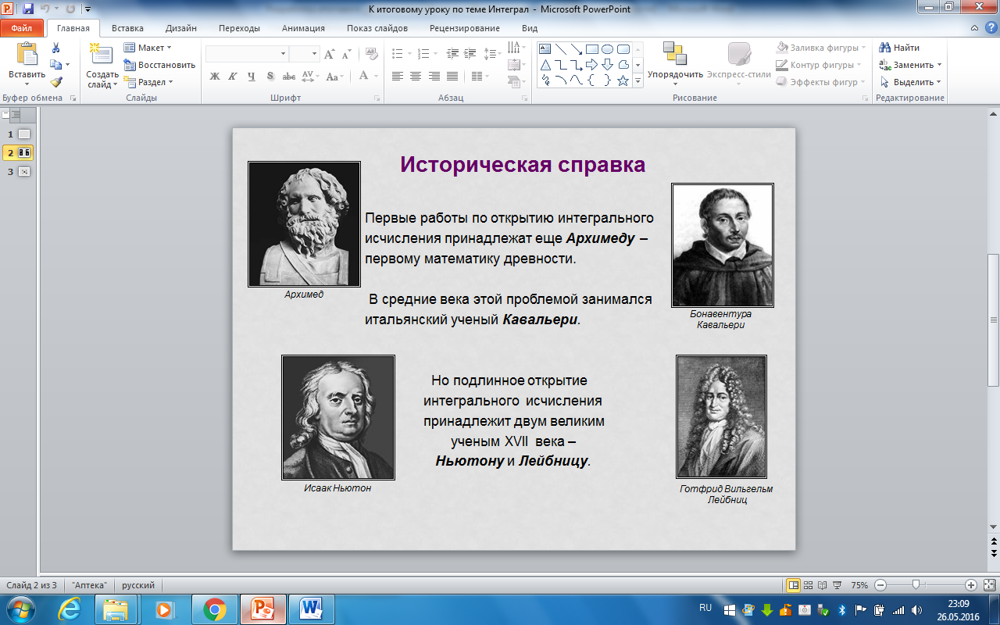 К итоговому уроку по теме Интеграл - Microsoft PowerPoint
Файл Главная Вставка Дизайн Переходы Анимация Показ слайдов Рецензирование Вид
Вставить
Буфер обмена
Создать слайд
Макет
Восстановить
Раздел
Слайды
Ж К Ч S abc AV Aa А
Шрифт
Абзац
Упорядочить
Экспресс-стили
Заливка фигуры
Контур фигуры
Эффекты фигур
Рисование
Найти
Заменить
Выделить
Редактирование
1
2
3
Историческая справка
Первые работы по открытию интегрального
исчисления принадлежат еще Архимеду –
первому математику древности.
В средние века этой проблемой занимался
итальянский ученый Кавальери.
Архимед
Бонавентура
Кавальери
Но подлинное открытие
интегрального исчисления
принадлежит двум великим
ученым XVII века –
Ньютону и Лейбницу.
Исаак Ньютон
Готфрид Вильгельм
Лейбниц
Слайд 2 из 3 "Аптека" русский 75%
RU
23:09
26.05.2016